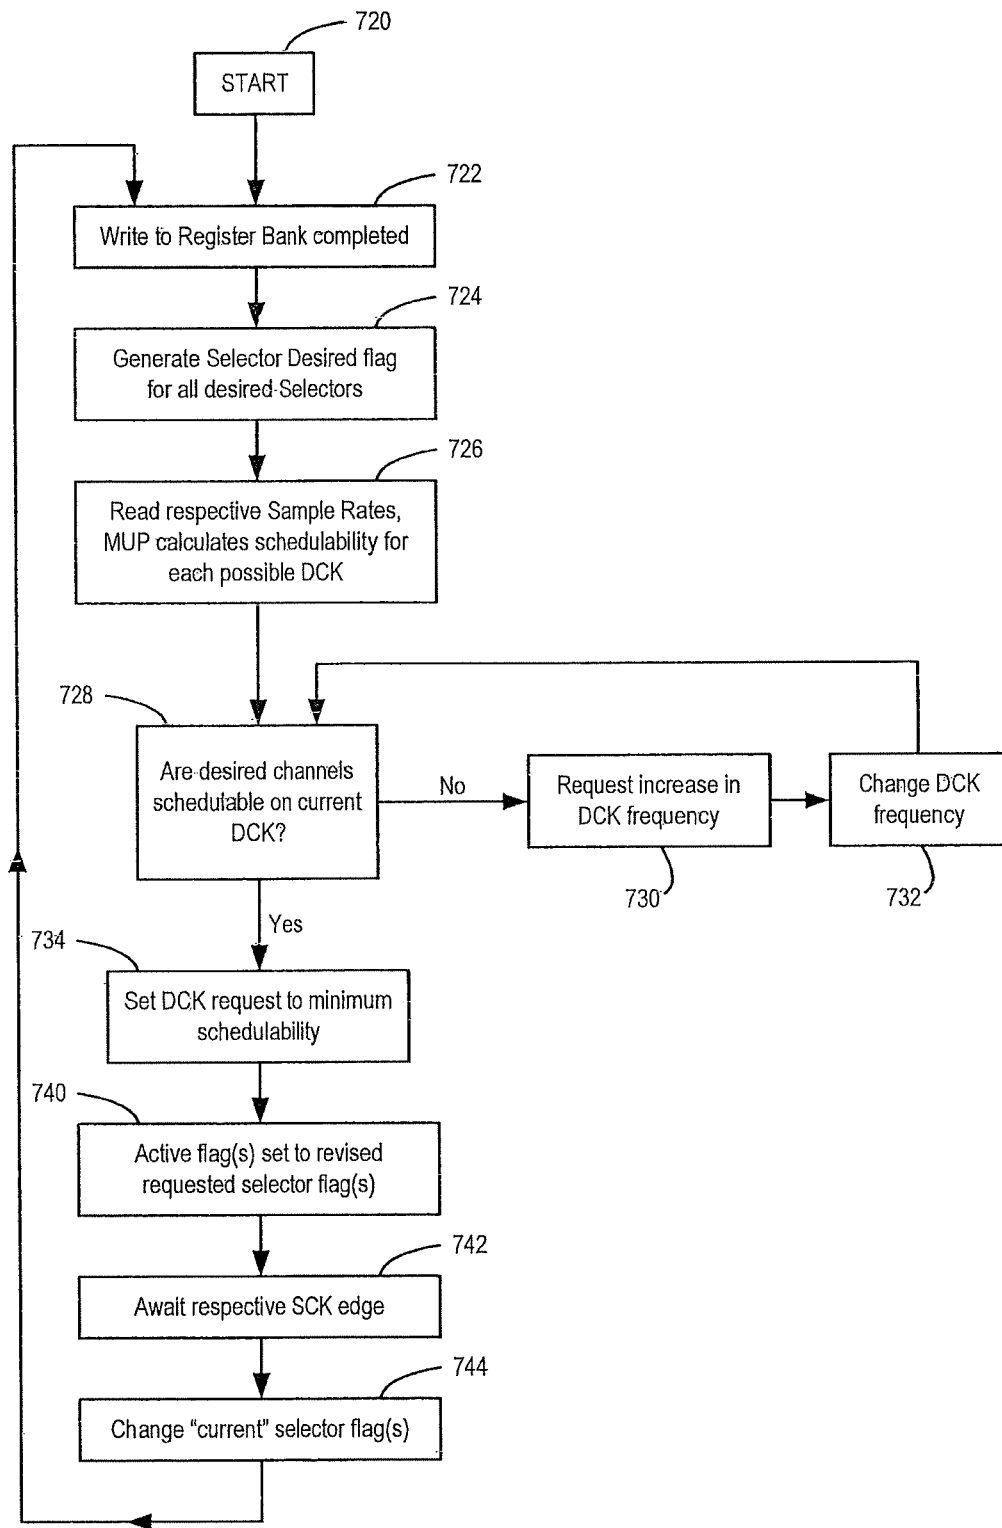 720
START
722
Write to Register Bank completed
724
Generate Selector Desired flag
for all desired Selectors
726
Read respective Sample Rates,
MUP calculates schedulability for
each possible DCK
728
Are desired channels
schedulable on current
DCK?
No
Request increase in
DCK frequency
730
Change DCK
frequency
732
Yes
734
Set DCK request to minimum
schedulability
740
Active flag(s) set to revised
requested selector flag(s)
742
Await respective SCK edge
744
Change "current" selector flag(s)